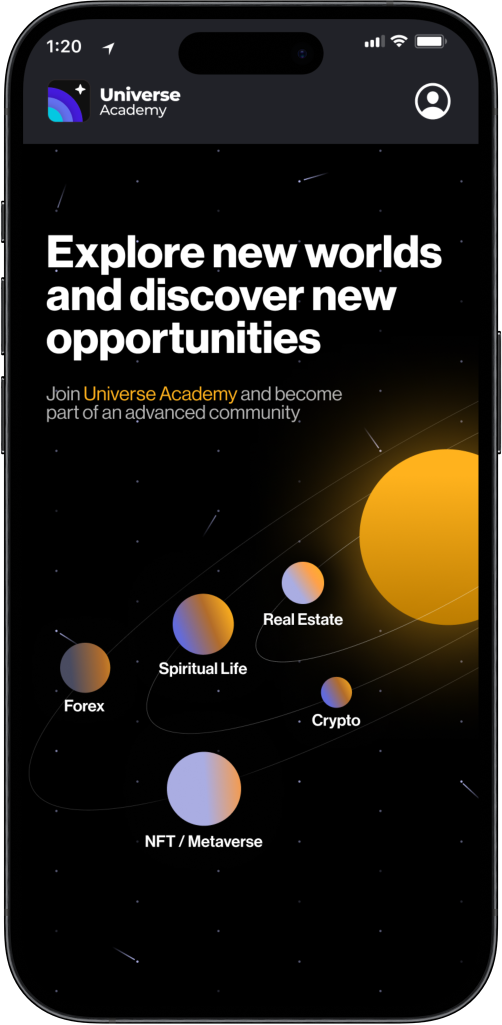 1:20
Universe
Academy
Explore new worlds
and discover new
opportunities
Join Universe Academy and become
part of an advanced community
Real Estate
Spiritual Life
Forex
Crypto
NFT / Metaverse